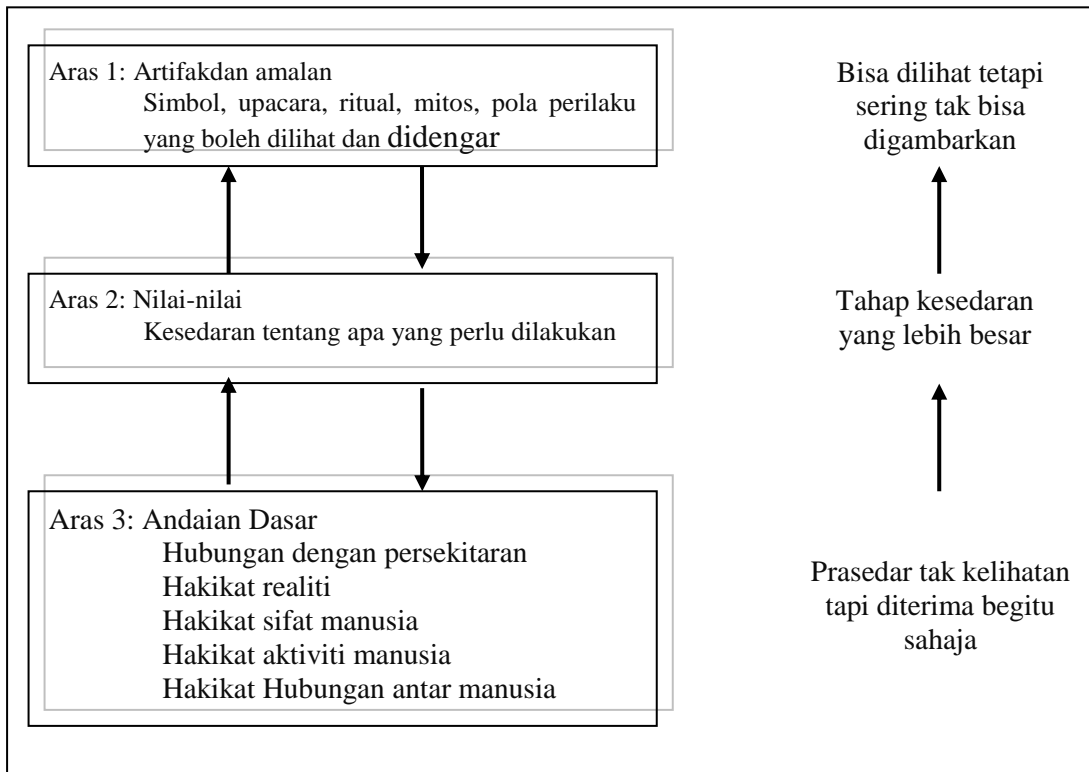 Aras 1: Artifakdan amalan
Simbol, upacara, ritual, mitos, pola perilaku
yang boleh dilihat dan didengar
Bisa dilihat tetapi
sering tak bisa
digambarkan
Aras 2: Nilai-nilai
Kesedaran tentang apa yang perlu dilakukan
Tahap kesedaran
yang lebih besar
Aras 3: Andaian Dasar
Hubungan dengan persekitaran
Hakikat realiti
Hakikat sifat manusia
Hakikat aktiviti manusia
Hakikat Hubungan antar manusia
Prasedar tak kelihatan
tapi diterima begitu
sahaja